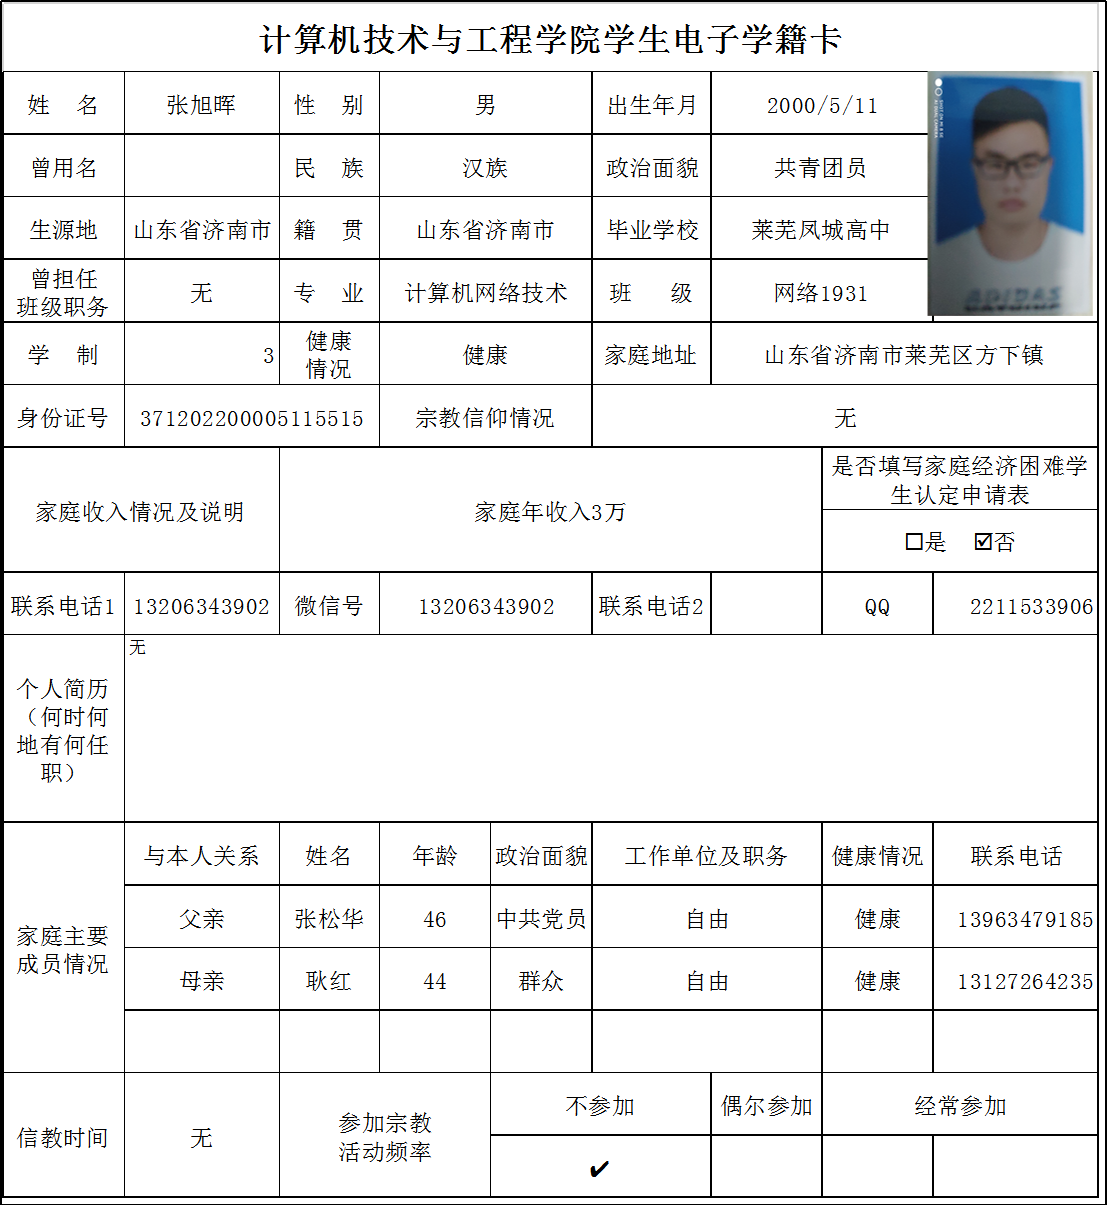 计算机技术与工程学院学生电子学籍卡
姓 名 张旭晖 性 别 男 出生年月 2000/5/11
曾用名 民 族 汉族 政治面貌 共青团员
生源地 山东省济南市 籍 贯 山东省济南市 毕业学校 莱芜凤城高中
曾担任
班级职务 无 专 业 计算机网络技术 班 级 网络1931
ADIDAS
学 制 3 健康
情况 健康 家庭地址 山东省济南市莱芜区方下镇
身份证号 371202200005115515 宗教信仰情况 无
家庭收入情况及说明 家庭年收入3万
是否填写家庭经济困难学
生认定申请表
☐是 ☑否
联系电话1 13206343902 微信号 13206343902 联系电话2 QQ 2211533906
个人简历
（何时何
地有何任
职）
无
家庭主要
成员情况
与本人关系 姓名 年龄 政治面貌 工作单位及职务 健康情况 联系电话
父亲 张松华 46 中共党员 自由 健康 13963479185
母亲 耿红 44 群众 自由 健康 13127264235
信教时间 无 参加宗教
活动频率
不参加 偶尔参加 经常参加
✔